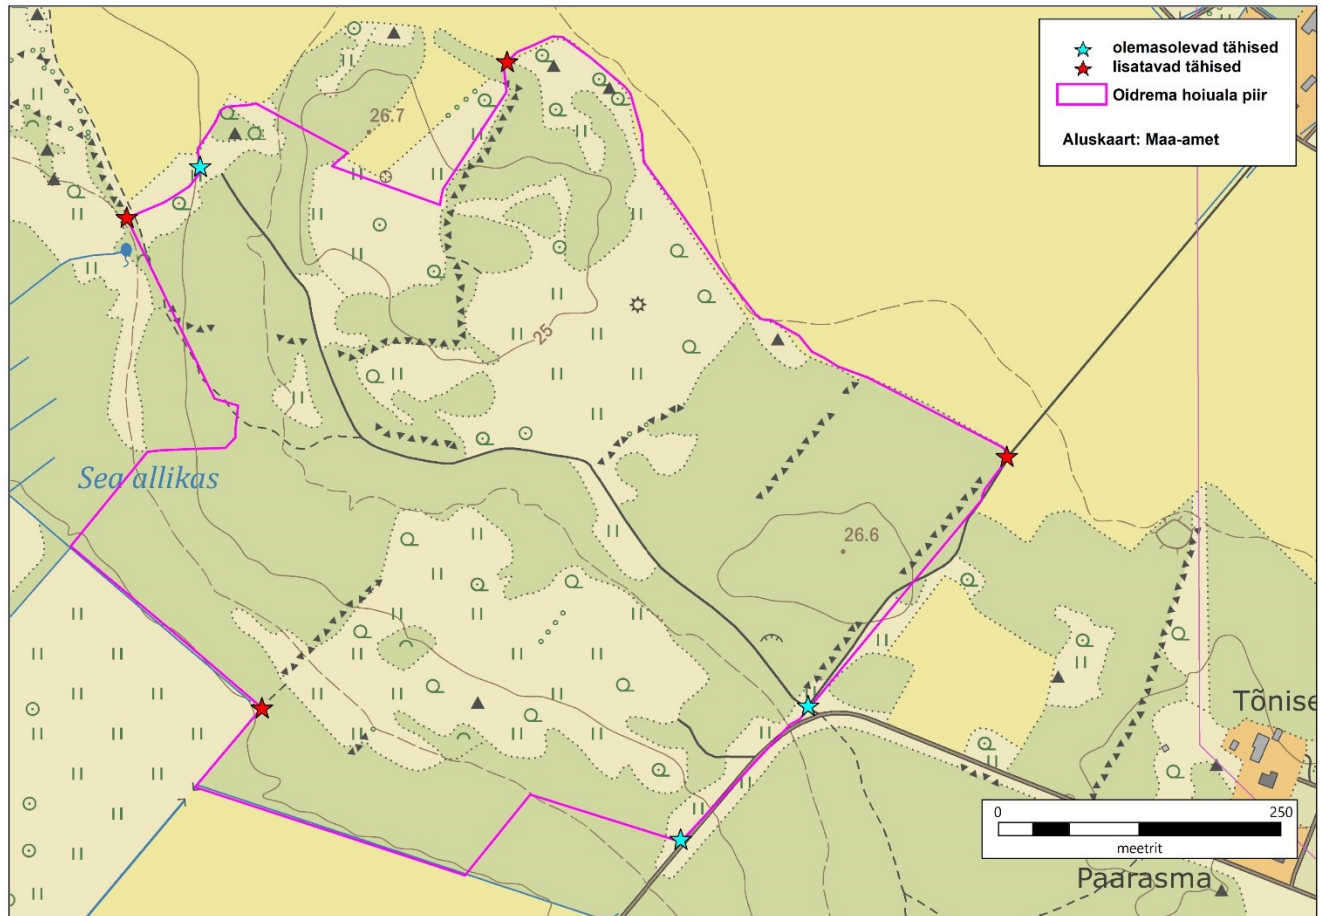 olemasolevad tähised
lisatavad tähised
Oidrema hoiuala piir
Aluskaart: Maa-amet
26.7
25
Sea allikas
26.6
Tõnise
0 250
meetrit
Paarasma